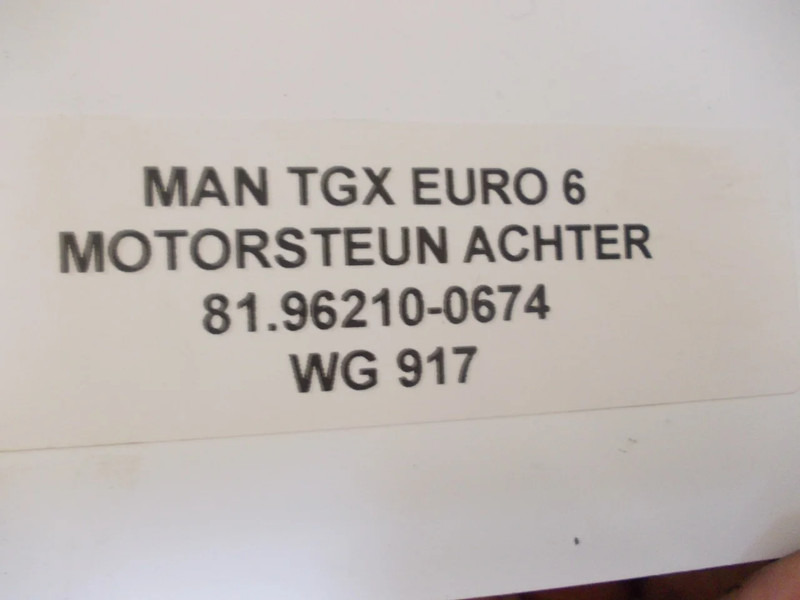 MAN TGX EURO 6
MOTORSTEUN ACHTER
81.96210-0674
WG 917